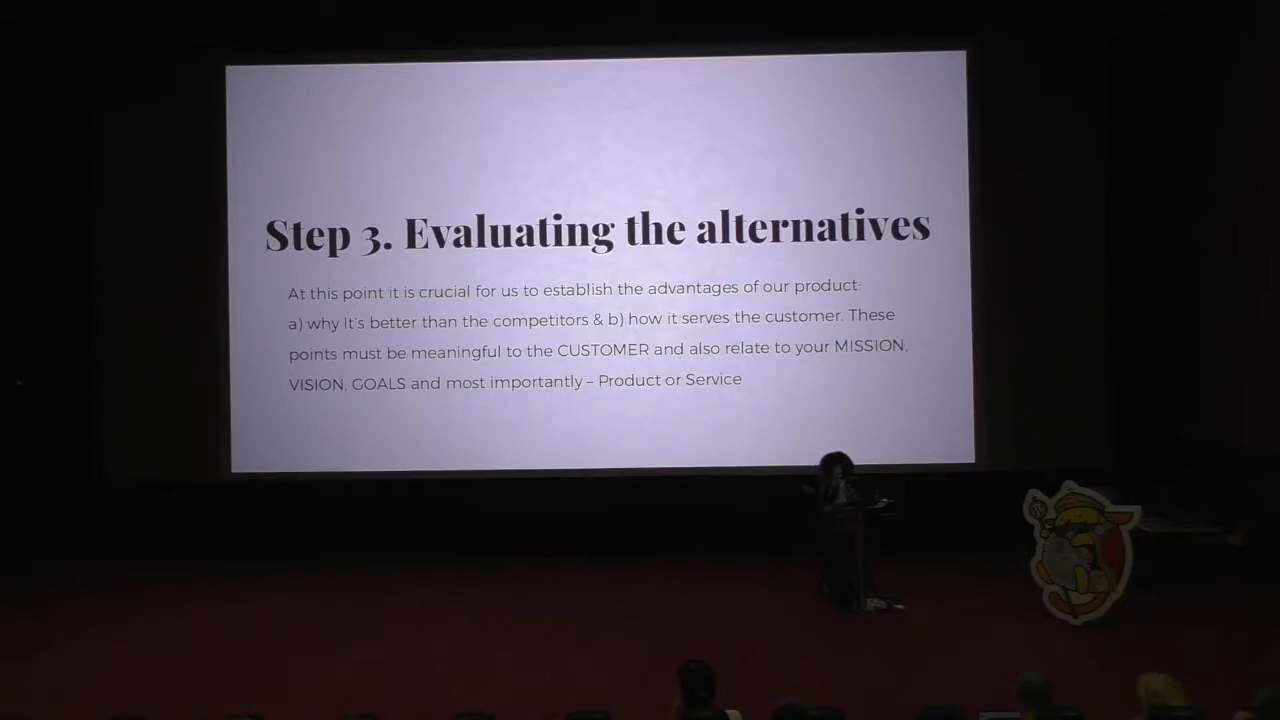 Step 3. Evaluating the alternatives
At this point it is crucial for us to establish the advantages of our product:
a) why It's better than the competitors & b) how it serves the customer. These
points must be meaningful to the CUSTOMER and also relate to your MISSION,
VISION, GOALS and most importantly – Product or Service